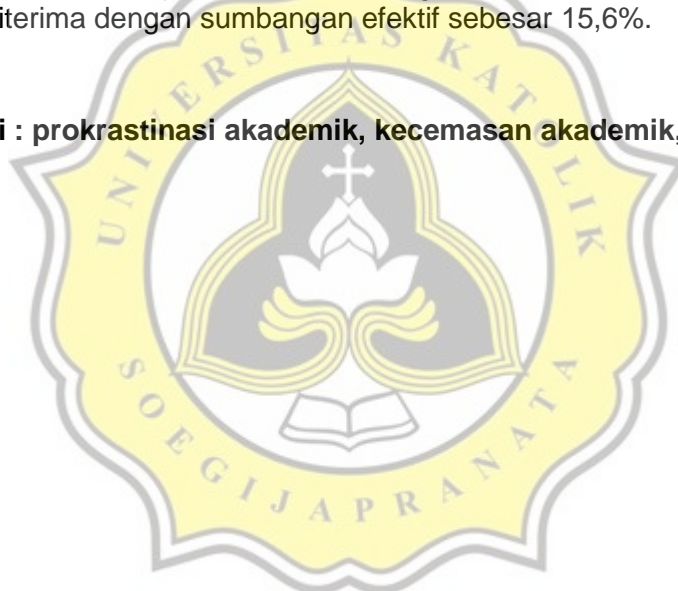 iterima dengan sumbangan efektif sebesar 15,6%.
i : prokrastinasi akademik, kecemasan akademik,
UNIVERSITAS KATOLIK
SOEGIJAPRANATA